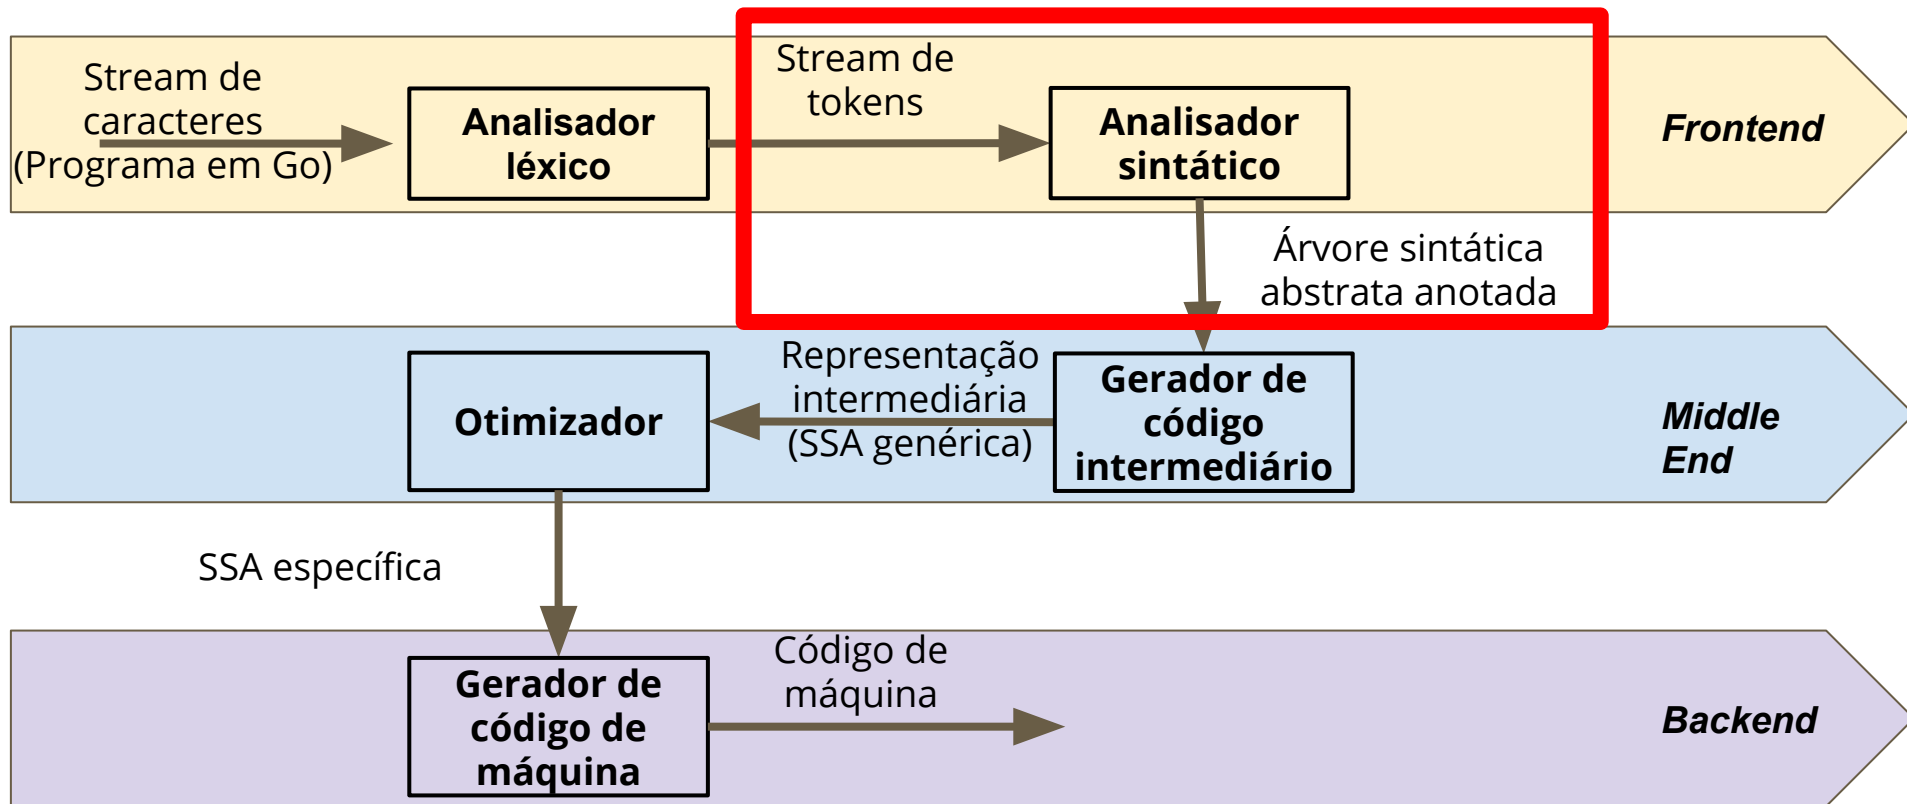 Stream de
caracteres
(Programa em Go)
Analisador
léxico
Stream de
tokens
Analisador
sintático
Frontend
Árvore sintática
abstrata anotada
Otimizador
Representação
intermediária
(SSA genérica)
Gerador de
código
intermediário
Middle
End
SSA específica
Gerador de
código de
máquina
Código de
máquina
Backend